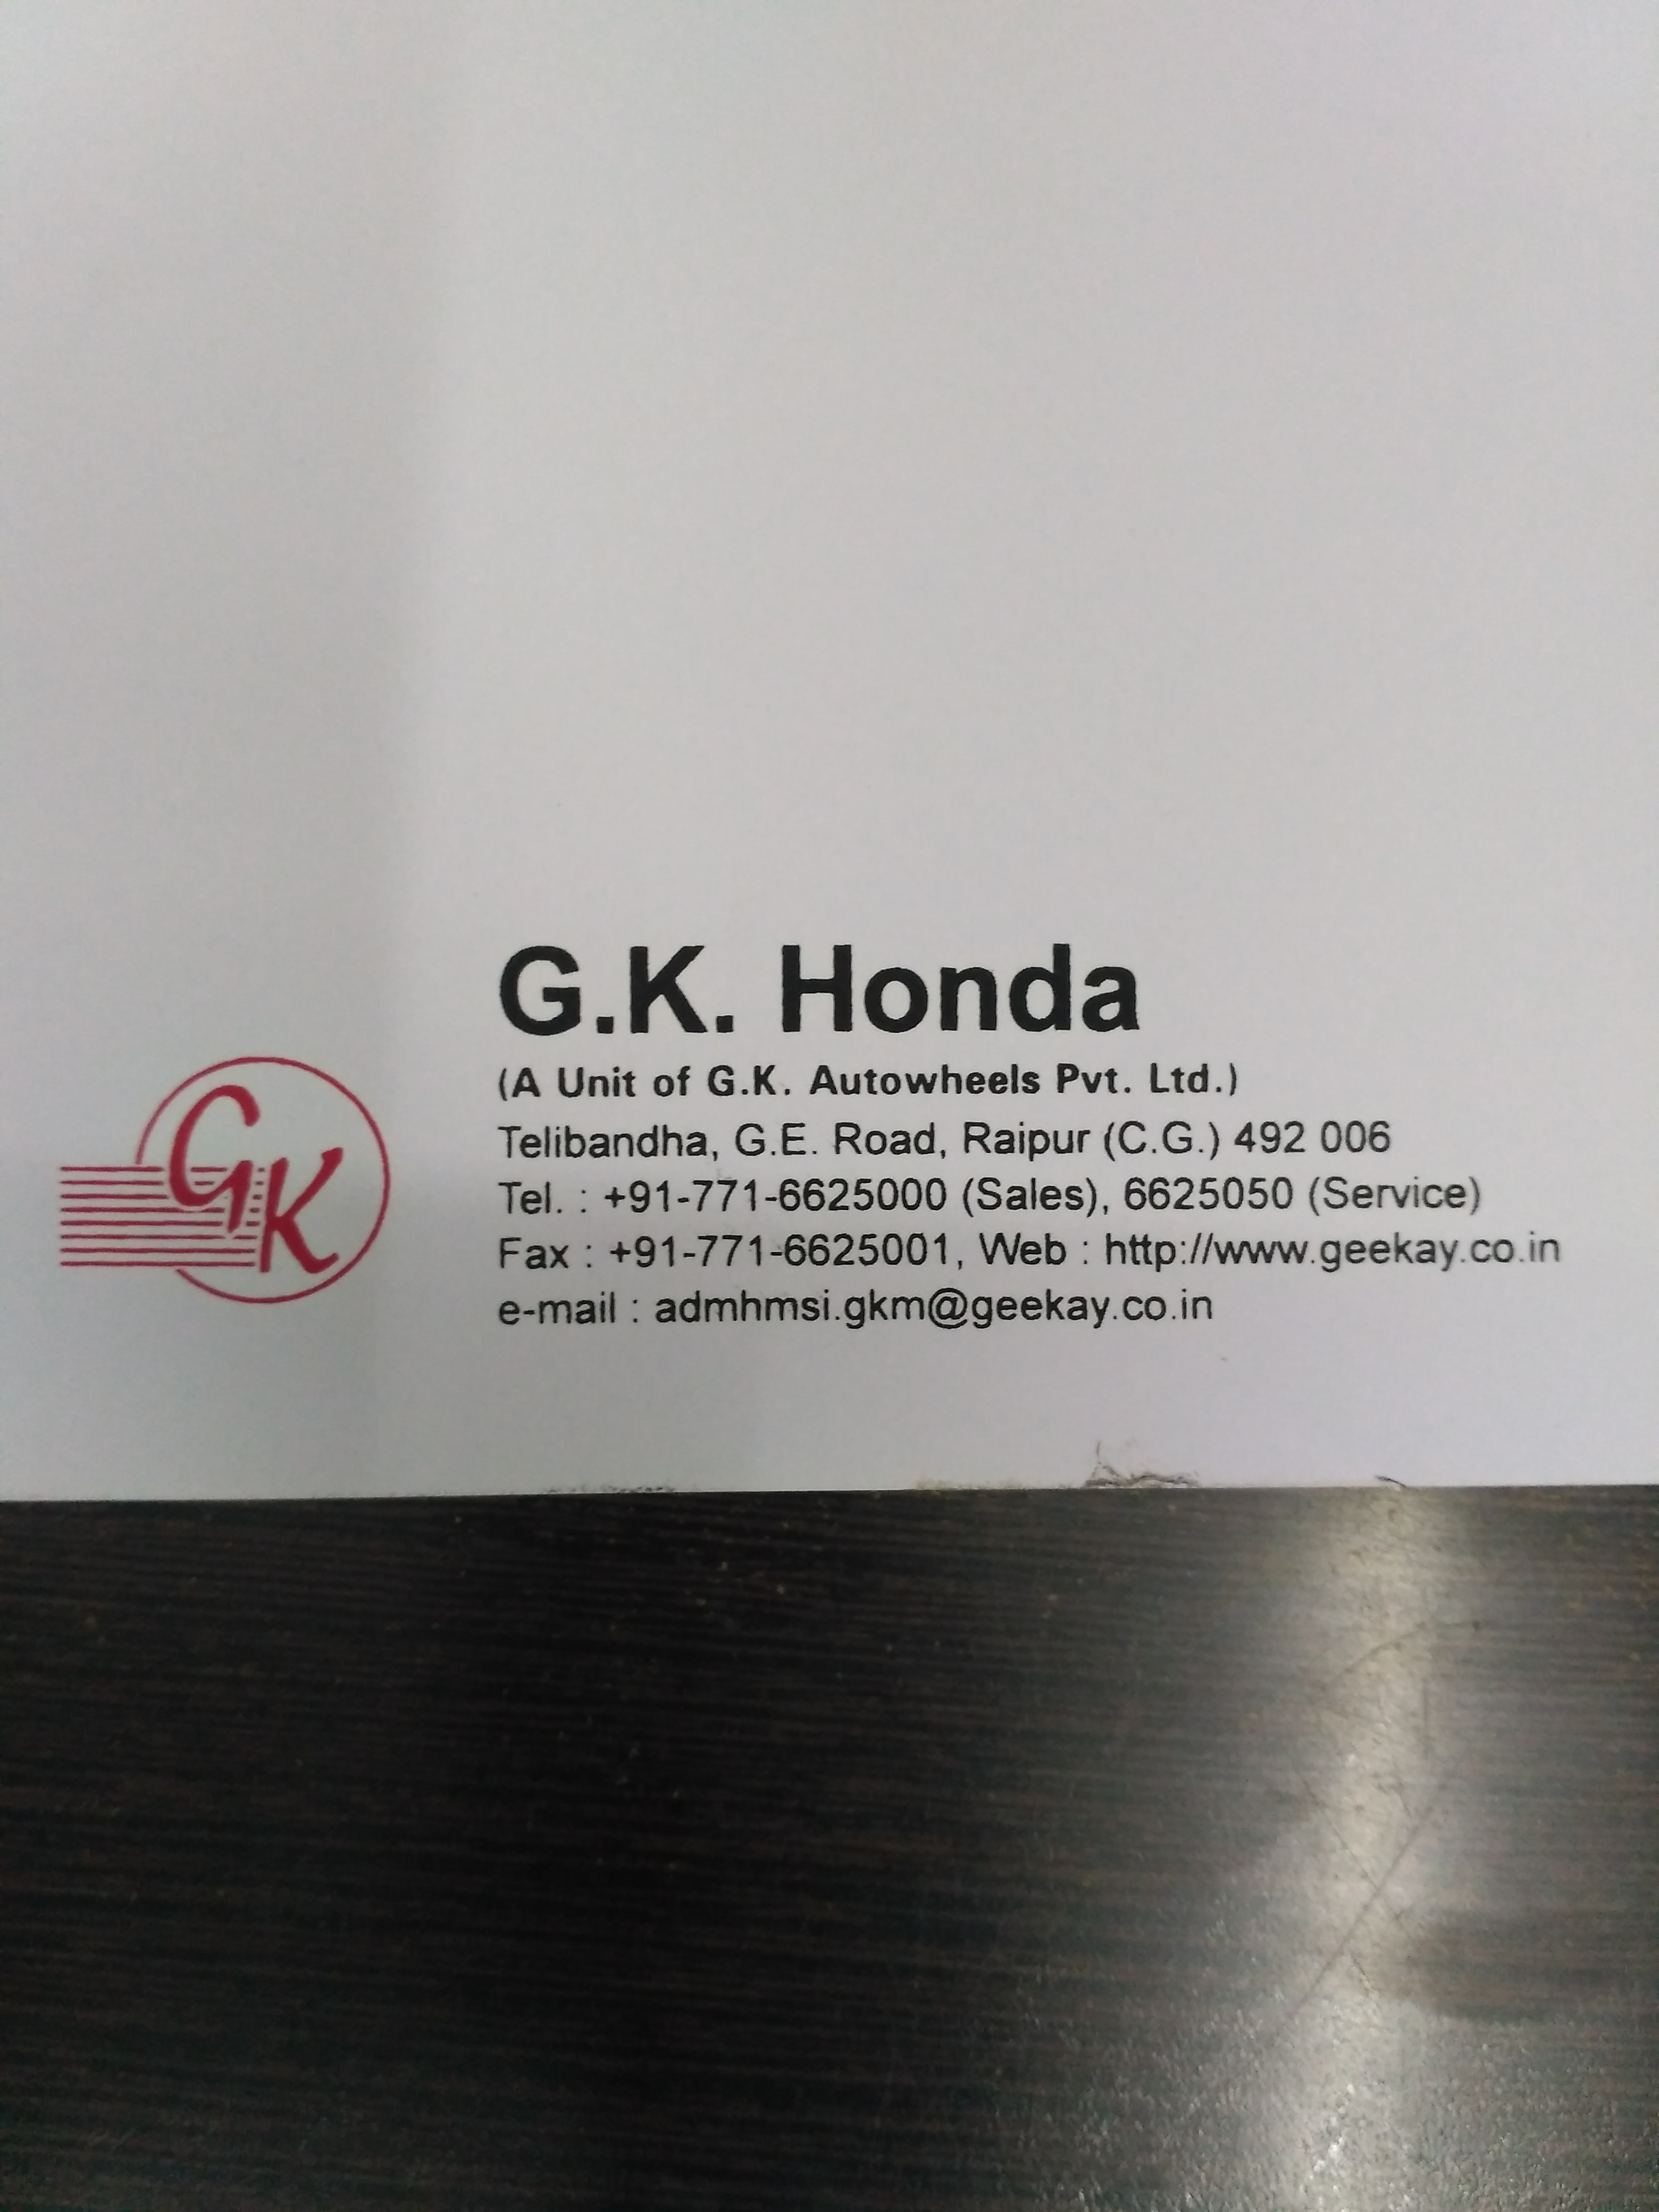 G.K. Honda
(A Unit of G.K. Autowheels Pvt. Ltd.)
Telibandha, G.E. Road, Raipur (C.G.) 492 006
Tel. : +91-771-6625000 (Sales), 6625050 (Service)
Fax : +91-771-6625001, Web : http://www.geekay.co.in
e-mail : admhmsi.gkm@geekay.co.in
GK